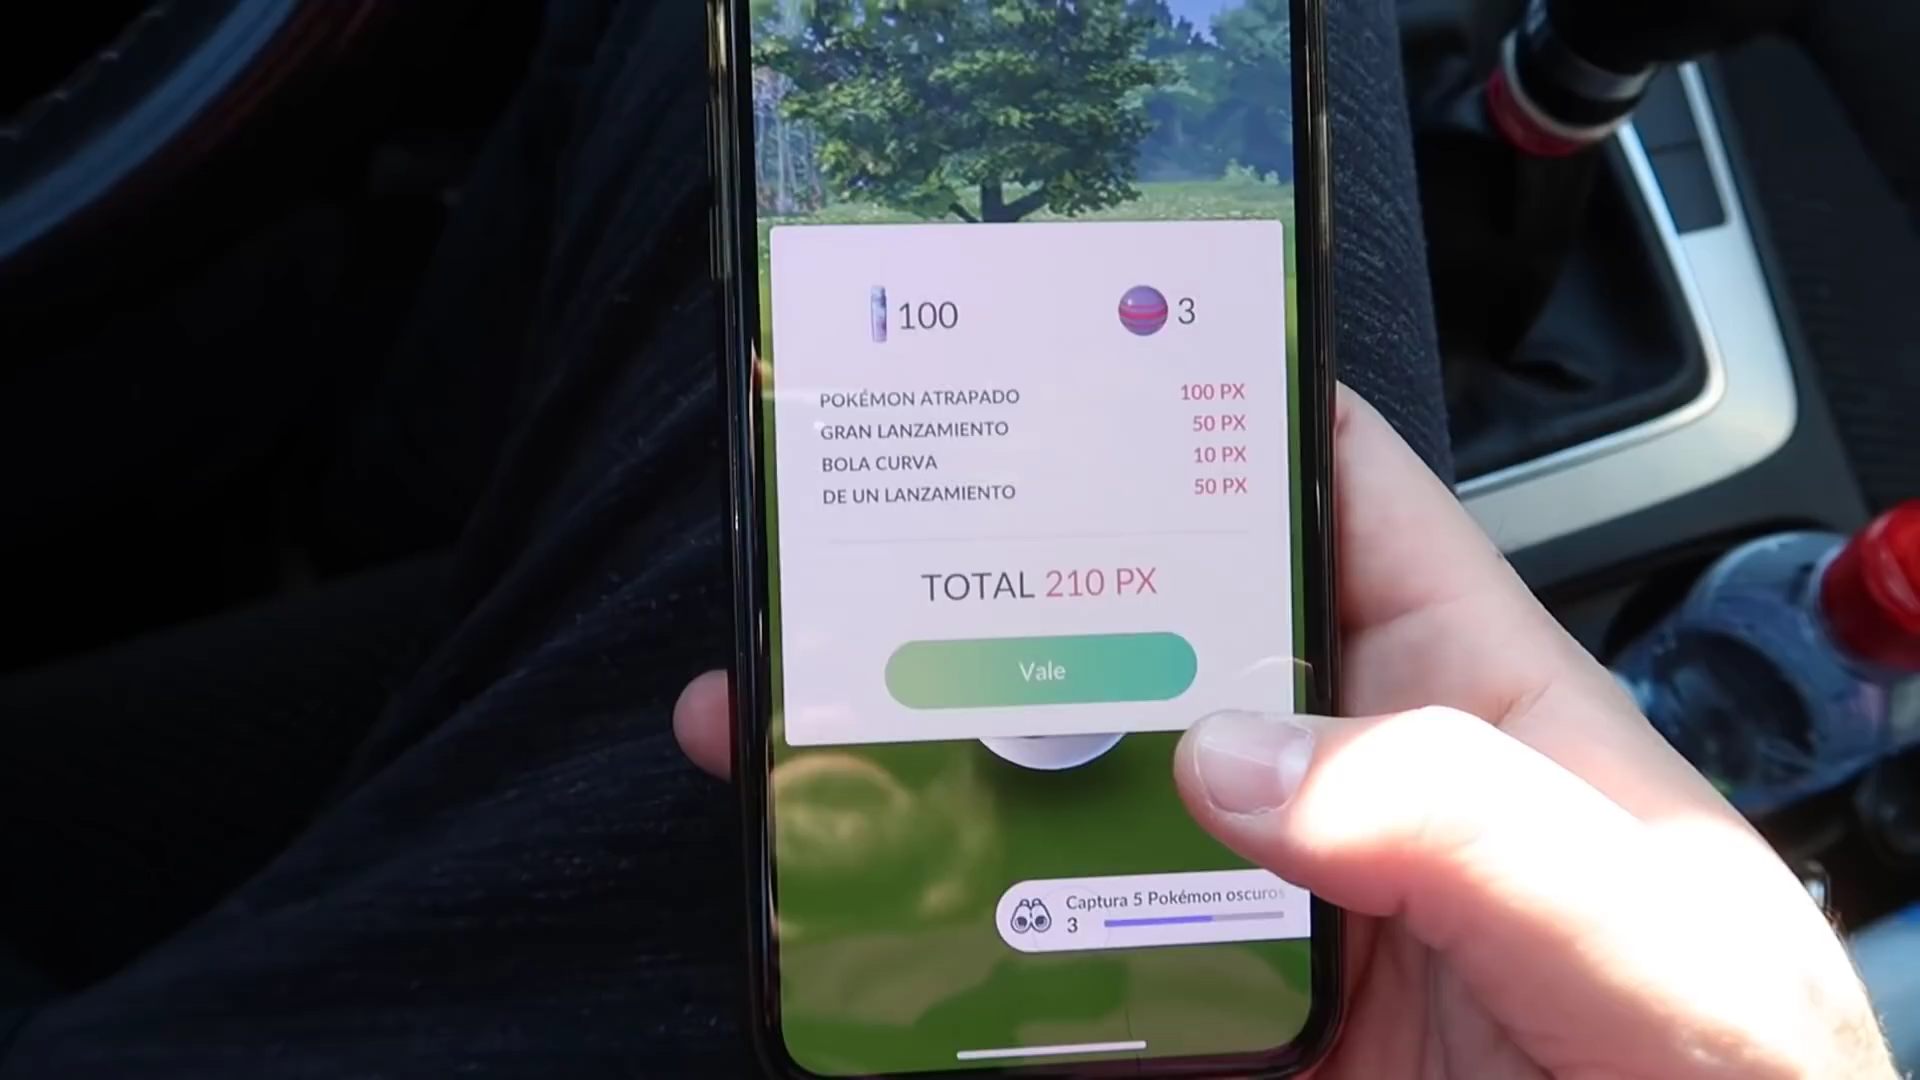 100
3
POKÉMON ATRAPADO 100 PX
GRAN LANZAMIENTO 50 PX
BOLA CURVA 10 PX
DE UN LANZAMIENTO 50 PX
TOTAL 210 PX
Vale
Captura 5 Pokémon oscuros
3